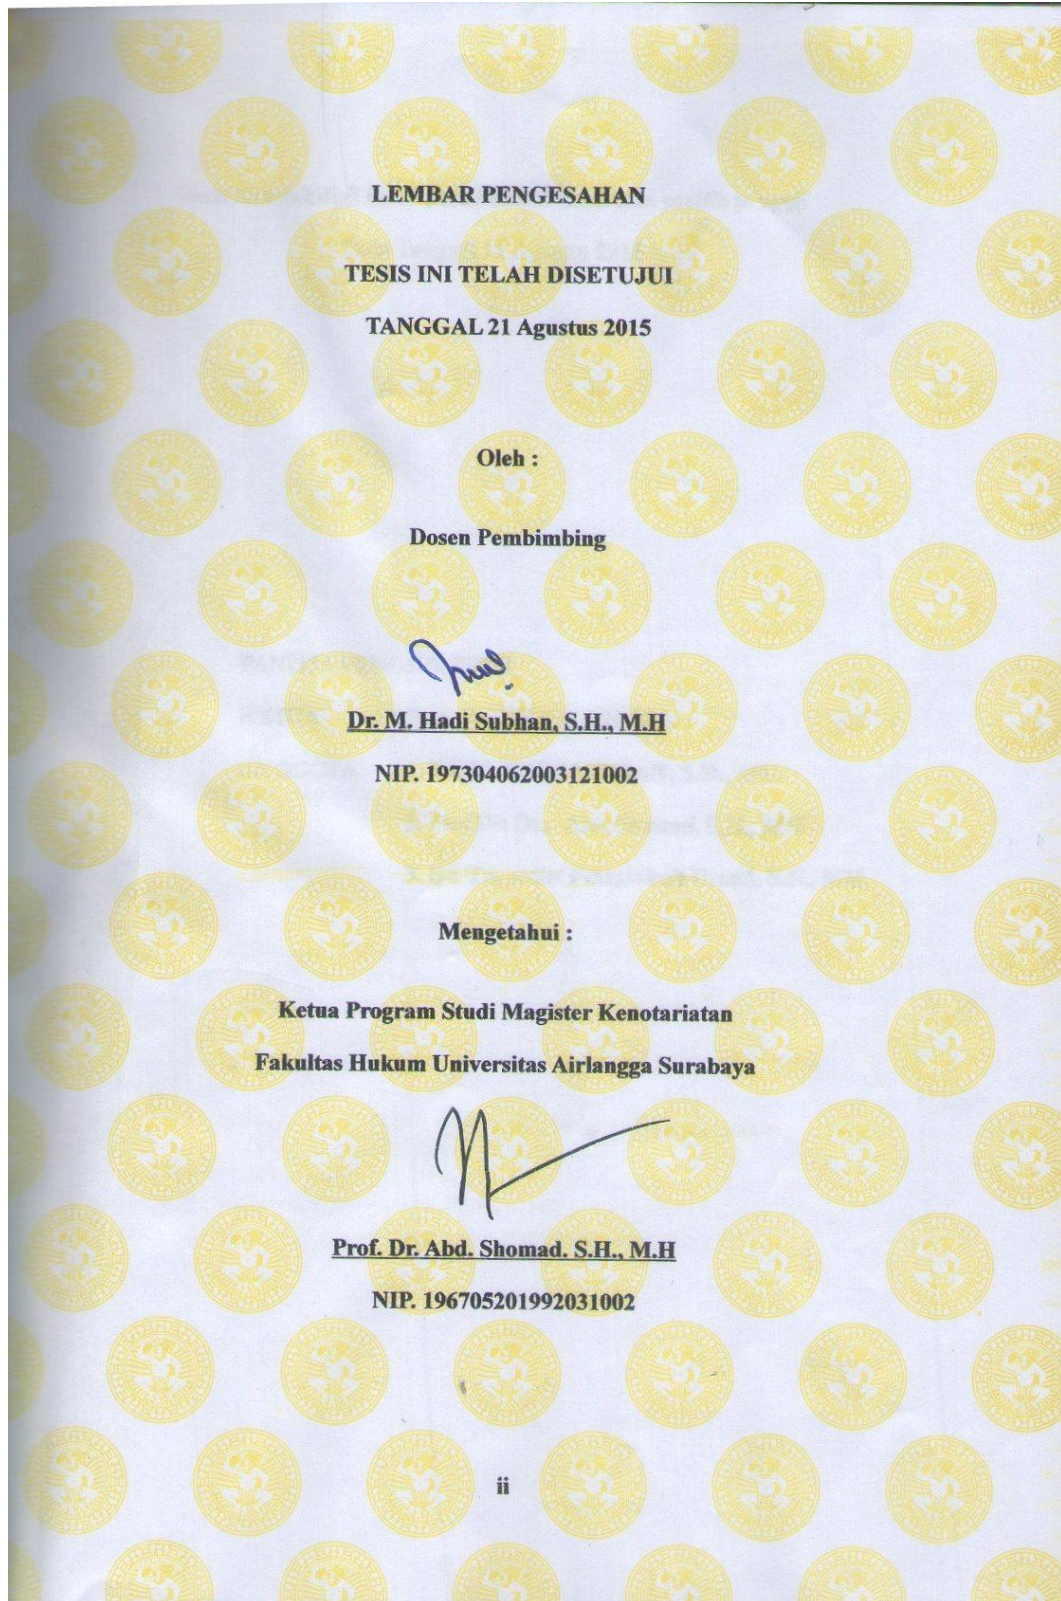 LEMBAR PENGESAHAN
TESIS INI TELAH DISETUJUI
TANGGAL 21 Agustus 2015
Oleh :
Dosen Pembimbing
Dr. M. Hadi Subhan, S.H., M.H
NIP. 197304062003121002
Mengetahui :
Ketua Program Studi Magister Kenotariatan
Fakultas Hukum Universitas Airlangga Surabaya
Prof. Dr. Abd. Shomad. S.H., M.H
NIP. 196705201992031002
ii